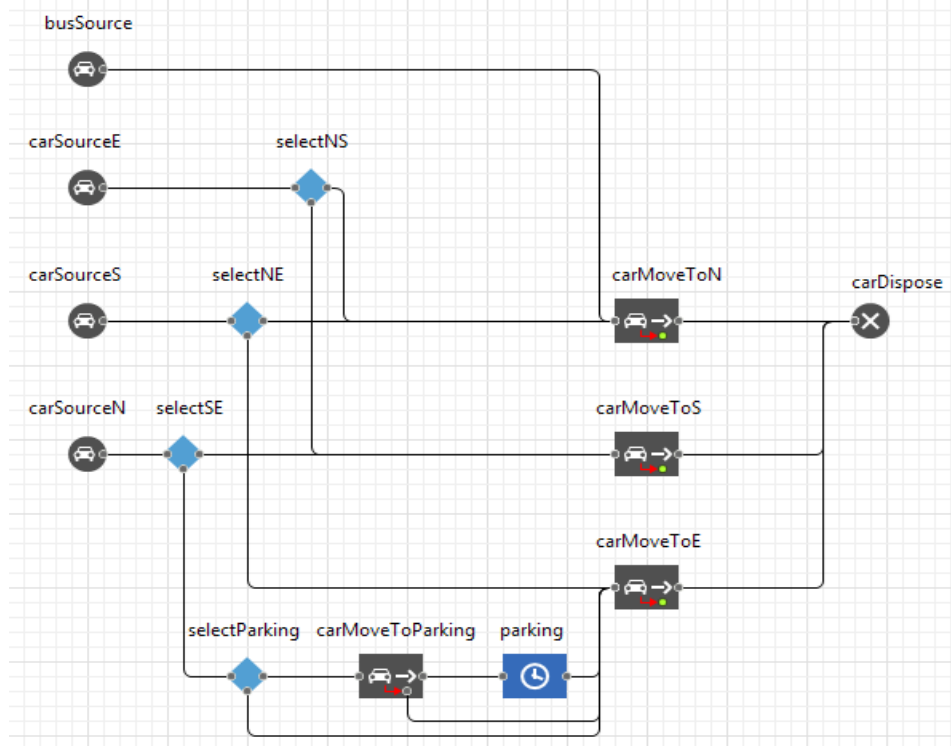 busSource
carSourceE
selectNS
carSourceS
selectNE
carMoveToN
carDispose
carSourceN
selectSE
carMoveToS
carMoveToE
selectParking
carMoveToParking
parking